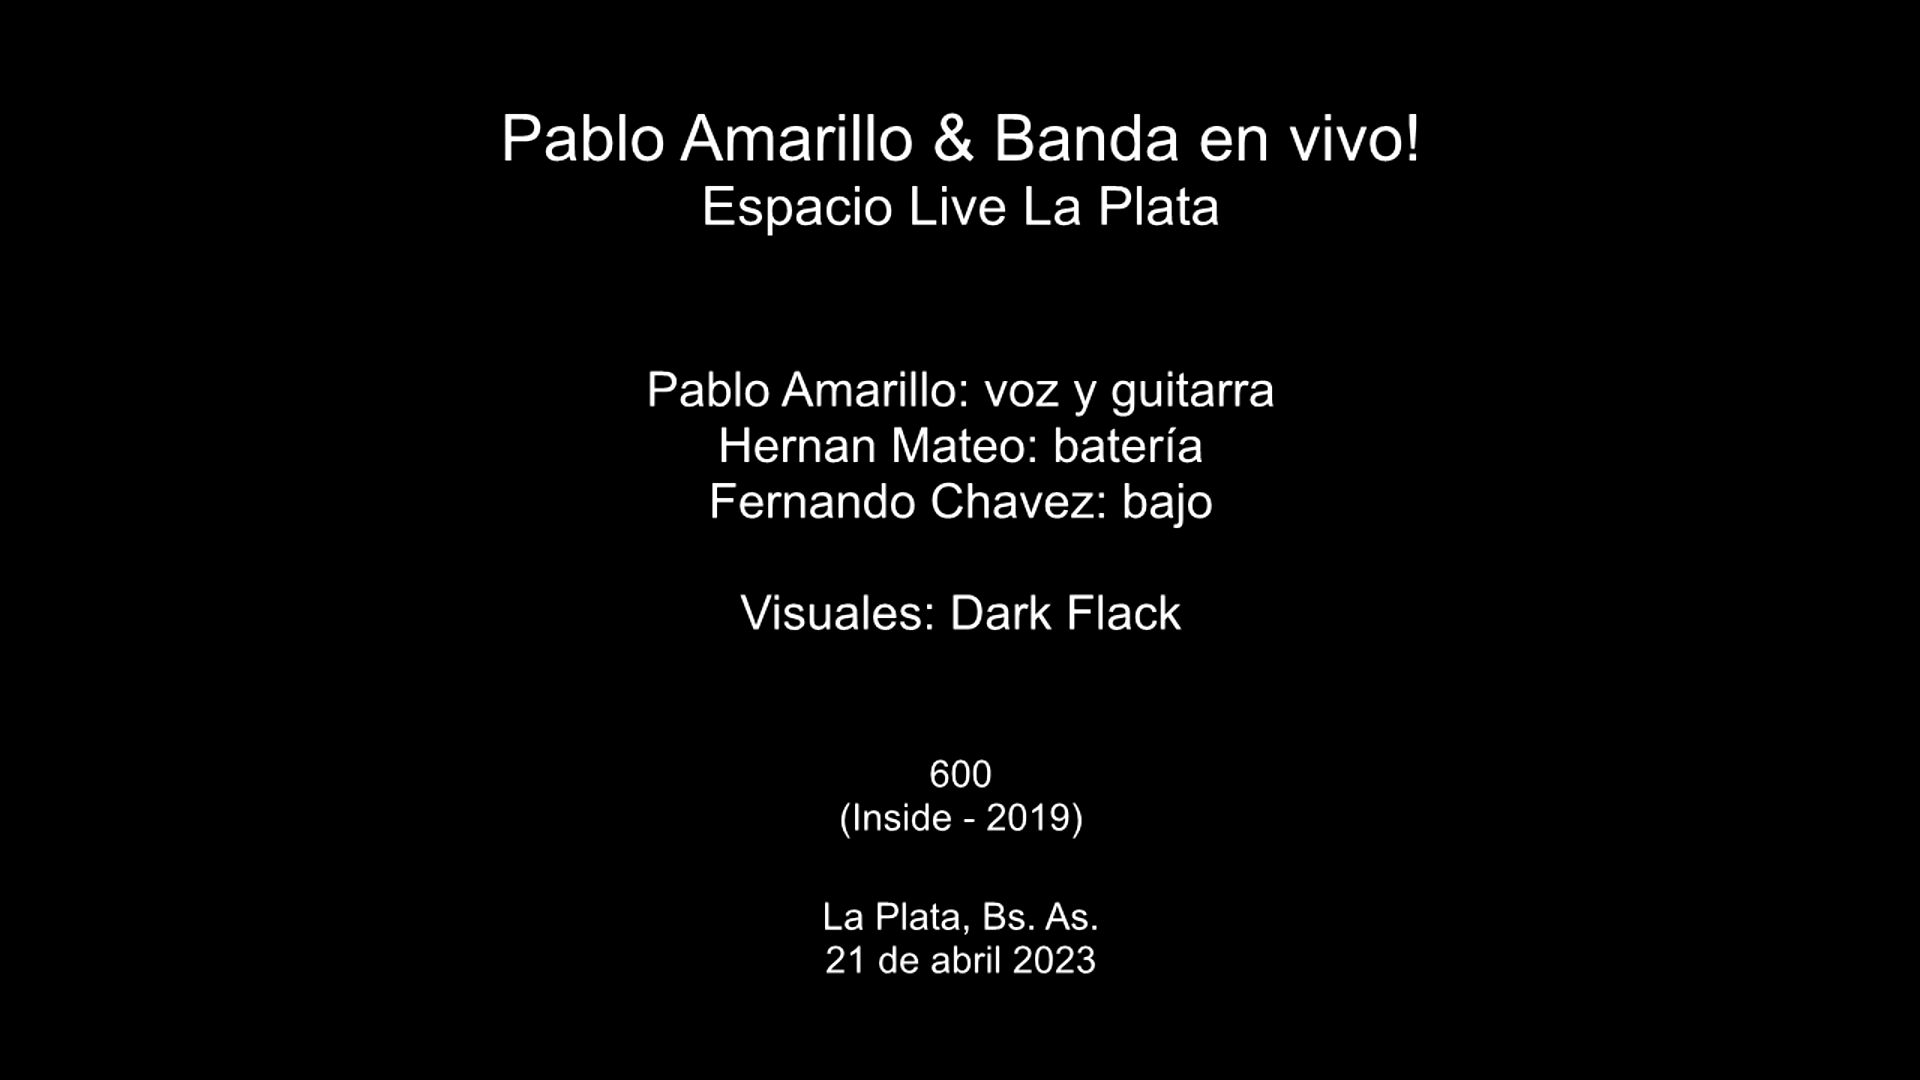 Pablo Amarillo & Banda en vivo!
Espacio Live La Plata
Pablo Amarillo: voz y guitarra
Hernan Mateo: batería
Fernando Chavez: bajo
Visuales: Dark Flack
600
(Inside - 2019)
La Plata, Bs. As.
21 de abril 2023